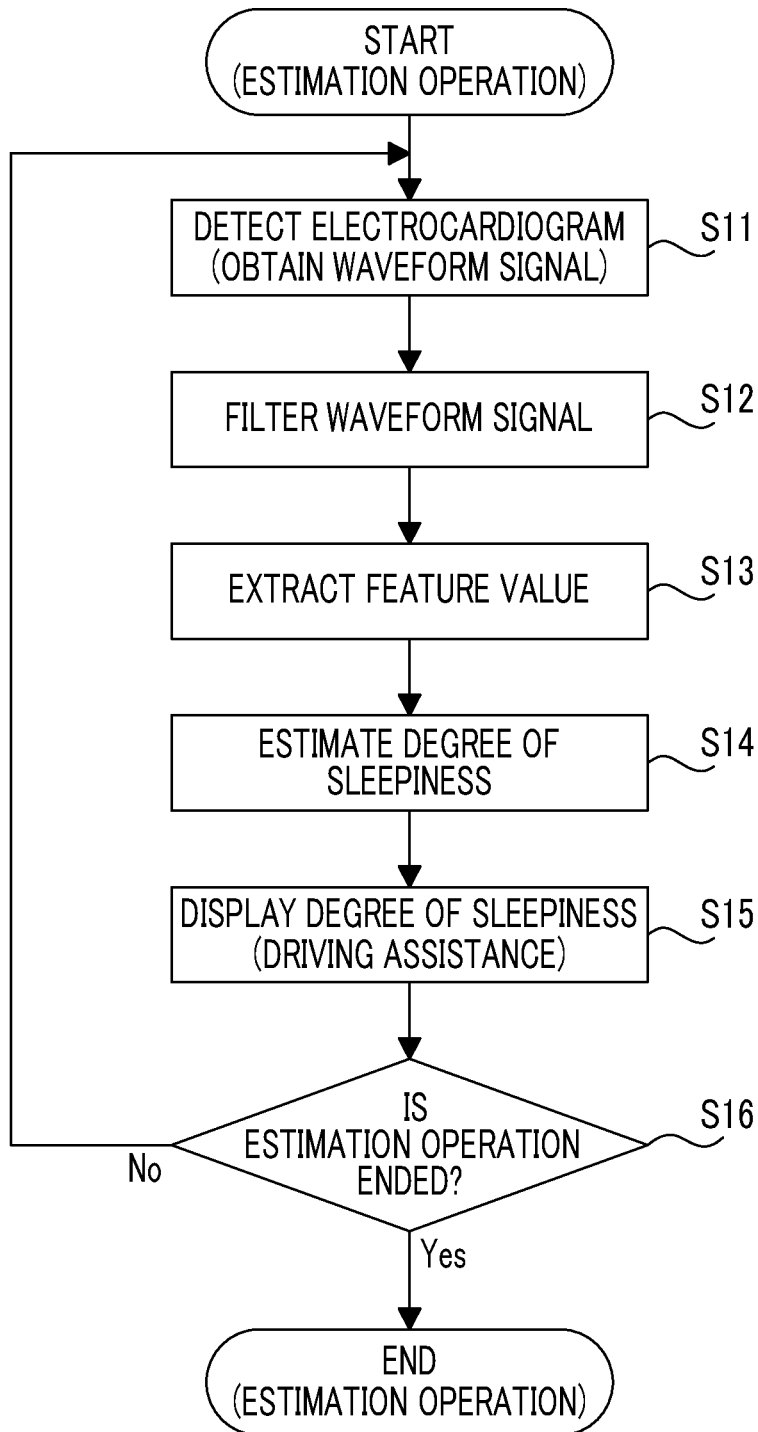 START
(ESTIMATION OPERATION)
DETECT ELECTROCARDIOGRAM
(OBTAIN WAVEFORM SIGNAL)
S11
FILTER WAVEFORM SIGNAL
S12
EXTRACT FEATURE VALUE
S13
ESTIMATE DEGREE OF
SLEEPINESS
S14
DISPLAY DEGREE OF SLEEPINESS
(DRIVING ASSISTANCE)
S15
IS
ESTIMATION OPERATION
ENDED?
S16
No
Yes
END
(ESTIMATION OPERATION)